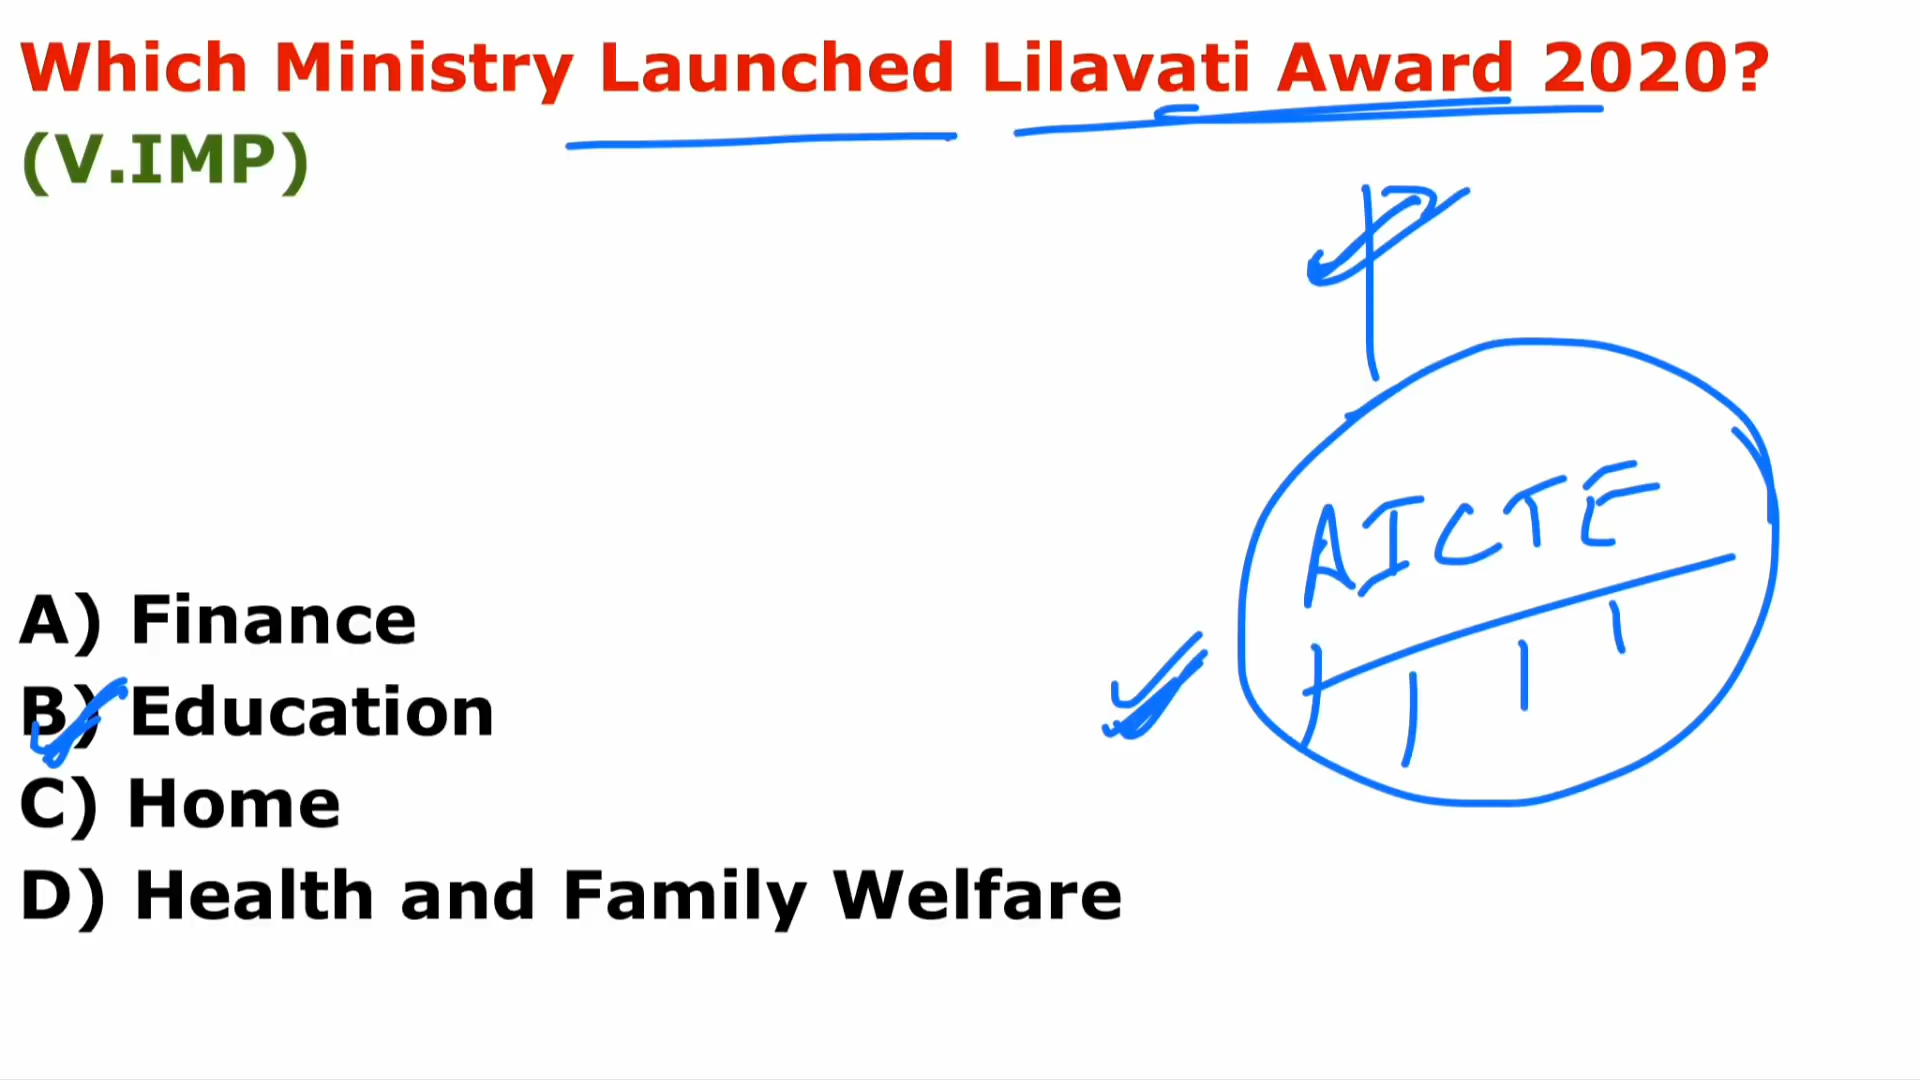 Which Ministry Launched Lilavati Award 2020?
(V.IMP)
AICTE
A) Finance
B) Education
C) Home
D) Health and Family Welfare